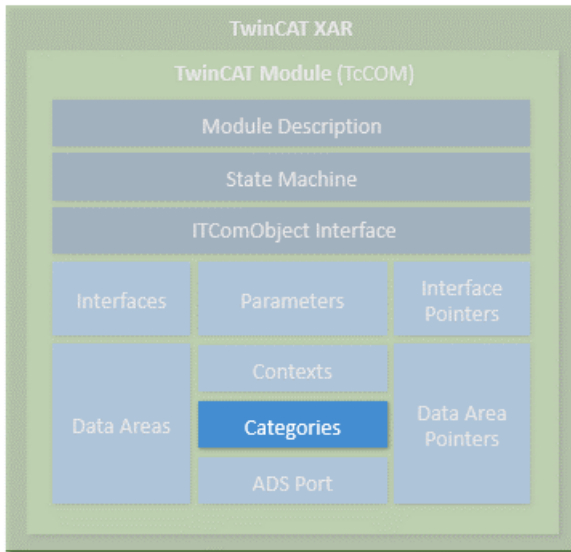 TwinCAT XAR
TwinCAT Module (TcCOM)
Module Description
State Machine
ITComObject Interface
Interfaces
Parameters
Interface
Pointers
Contexts
Data Areas
Categories
Data Area
Pointers
ADS Port